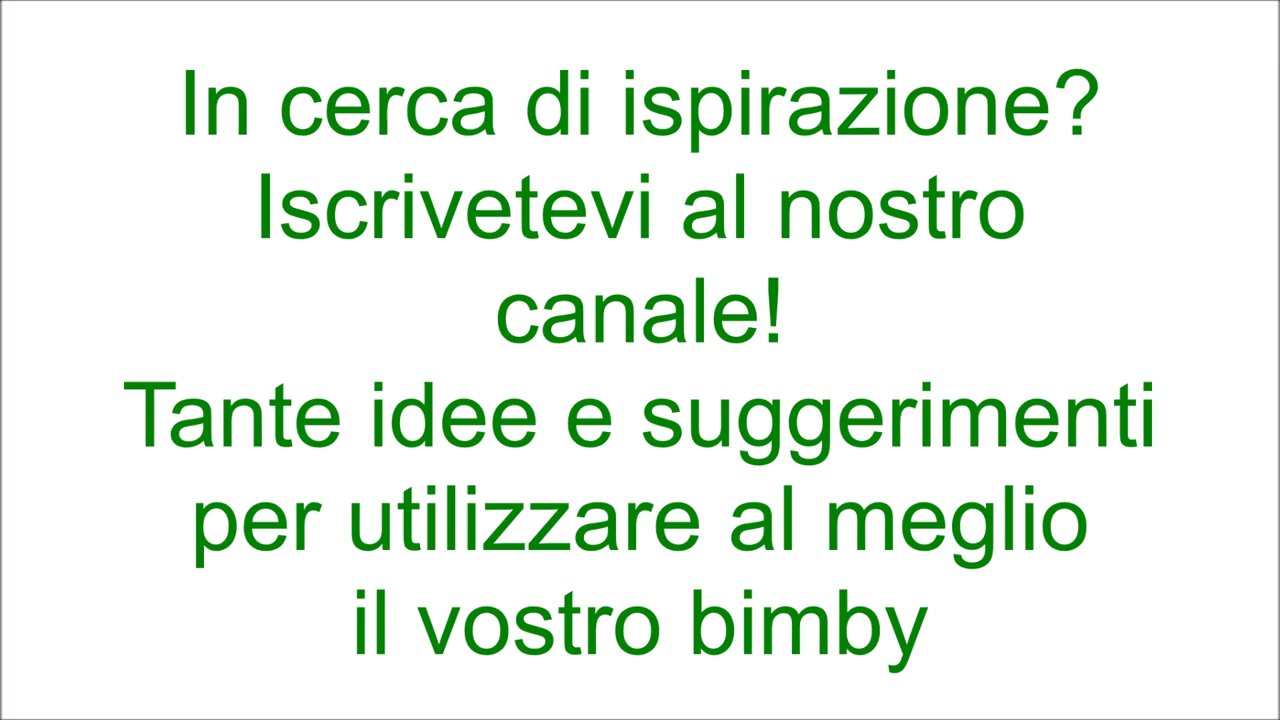 In cerca di ispirazione?
Iscrivetevi al nostro
canale!
Tante idee e suggerimenti
per utilizzare al meglio
il vostro bimby